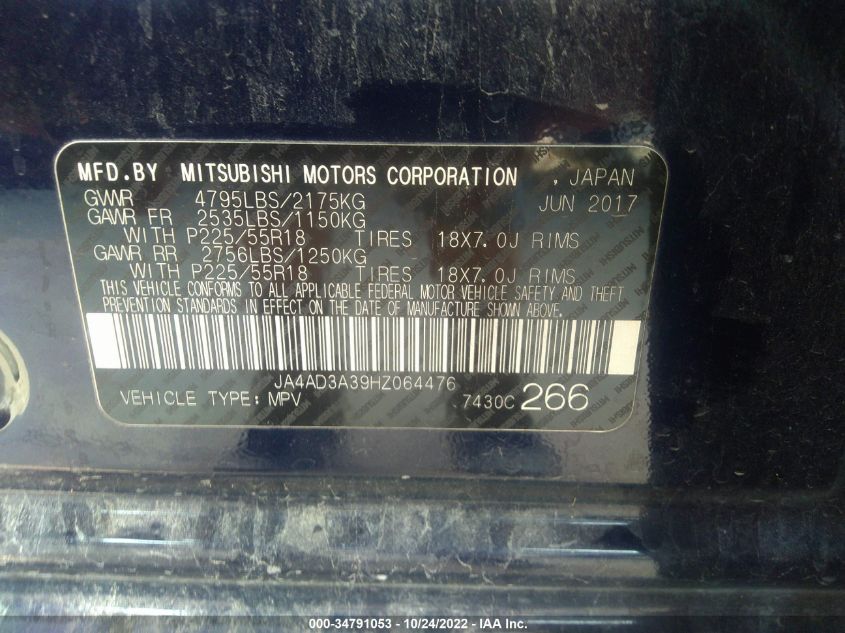 MFD. BY MITSUBISHI MOTORS CORPORATION , JAPAN
GVWR 4795LBS/2175KG JUN 2017
GAWR FR 2535LBS/1150KG
WITH P225/55R18 TIRES 18X7.0J RIMS
GAWR RR 2756LBS/1250KG
WITH P225/55R18 TIRES 18X7.0J RIMS
THIS VEHICLE CONFORMS TO ALL APPLICABLE FEDERAL MOTOR VEHICLE SAFETY AND THEFT
PREVENTION STANDARDS IN EFFECT ON THE DATE OF MANUFACTURE SHOWN ABOVE.
JA4AD3A39HZ064476
VEHICLE TYPE: MPV 7430C 266
000-34791053 - 10/24/2022 - IAA Inc.